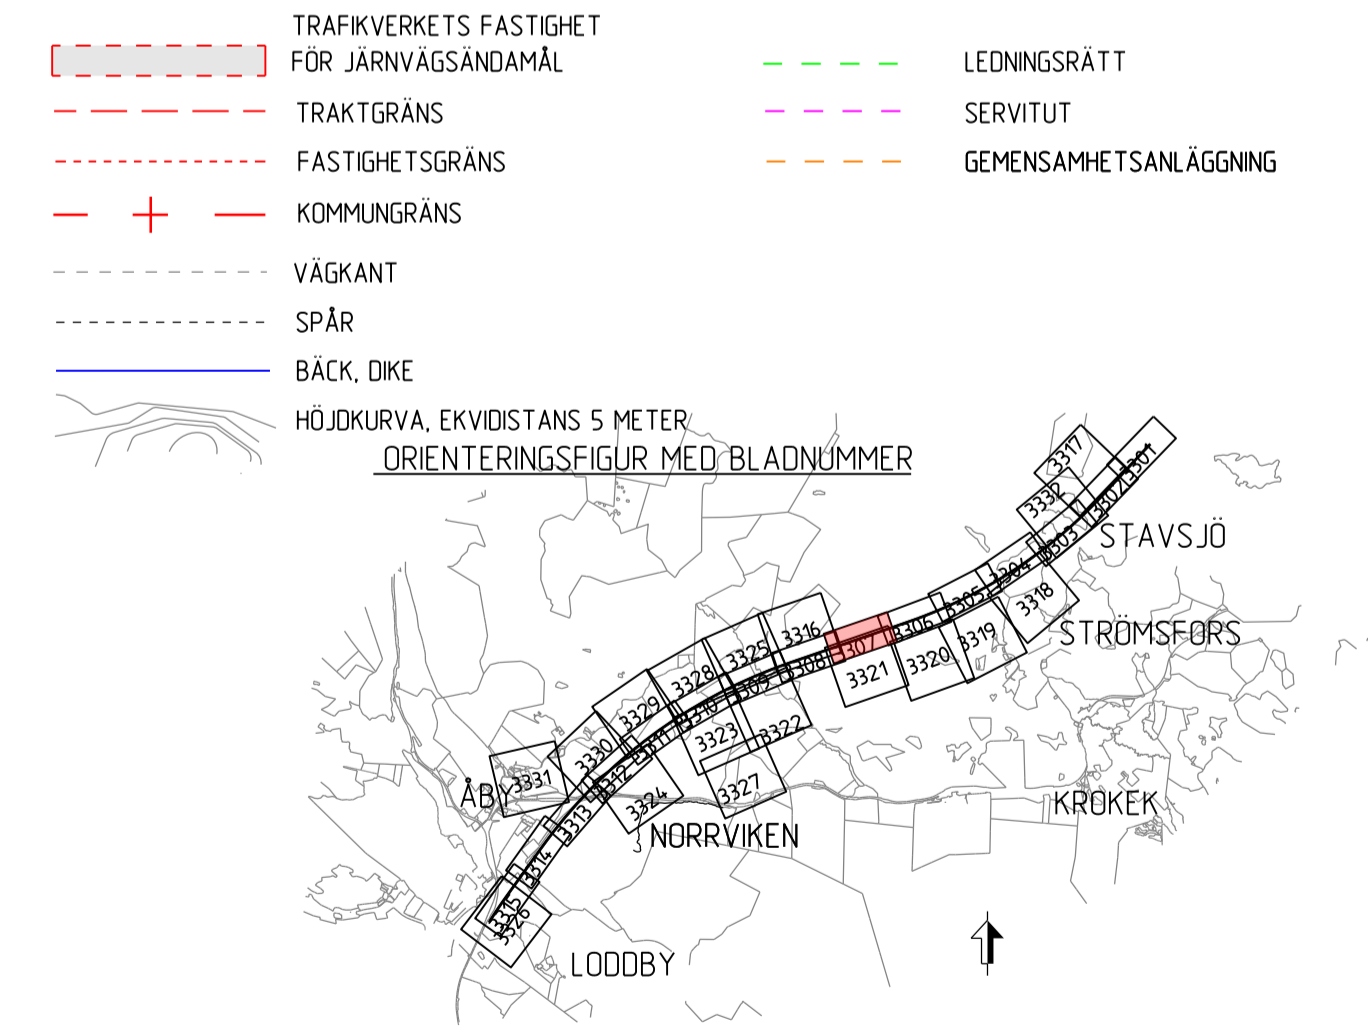 TRAFIKVERKETS FASTIGHET
FÖR JÄRNVÄGSÄNDAMÅL
TRAKTGRÄNS
FASTIGHETSGRÄNS
KOMMUNGRÄNS
VÄGKANT
SPÅR
BÄCK, DIKE
HÖJDKURVA, EKVIDISTANS 5 METER
LEDNINGSRÄTT
SERVITUT
GEMENSAMHETSANLÄGGNING
ORIENTERINGSFIGUR MED BLADNUMMER
3317
3301
3332
3302
STAVSJÖ
3303
3304
3318
3305
STRÖMSFORS
3306
3319
3316
3307
3320
3325
3308
3321
3328
3309
3329
3310
3323
3322
3330
3311
3331
3312
3327
ÅBY
3324
KROKEK
3313
NORRVIKEN
3314
3315
3326
LODDBY